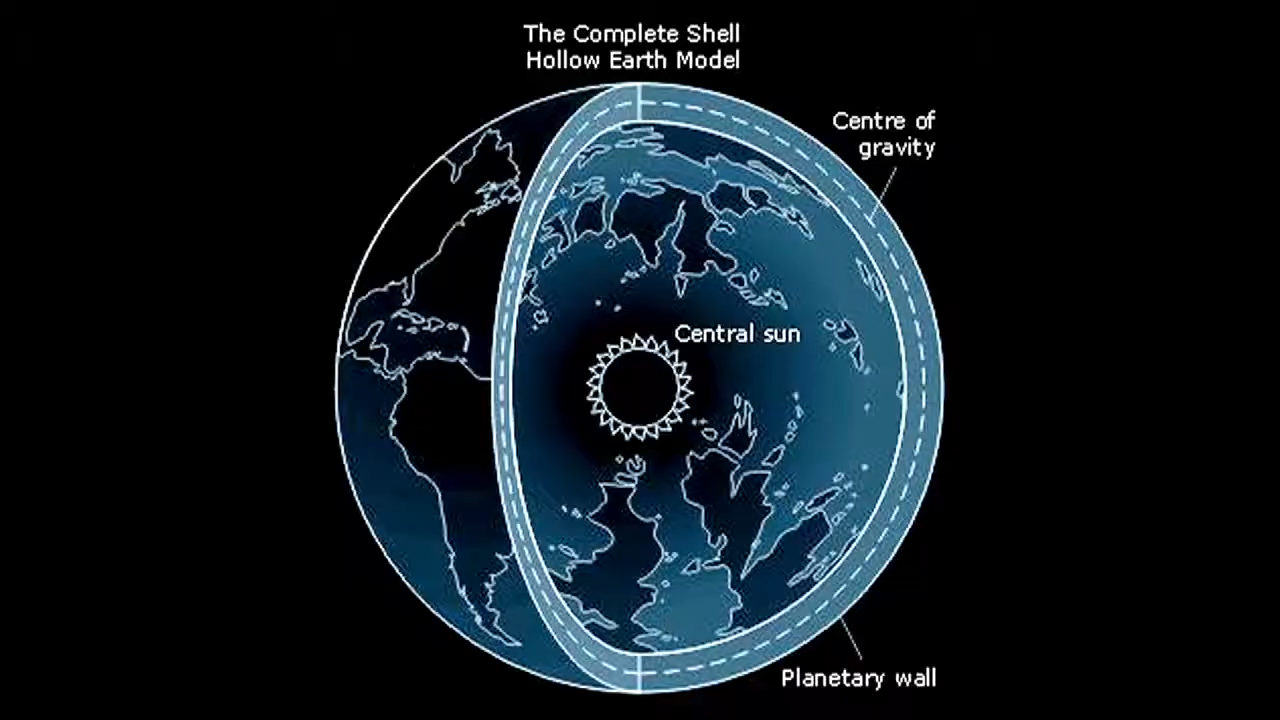 The Complete Shell
Hollow Earth Model
Centre of
gravity
Central sun
Planetary wall